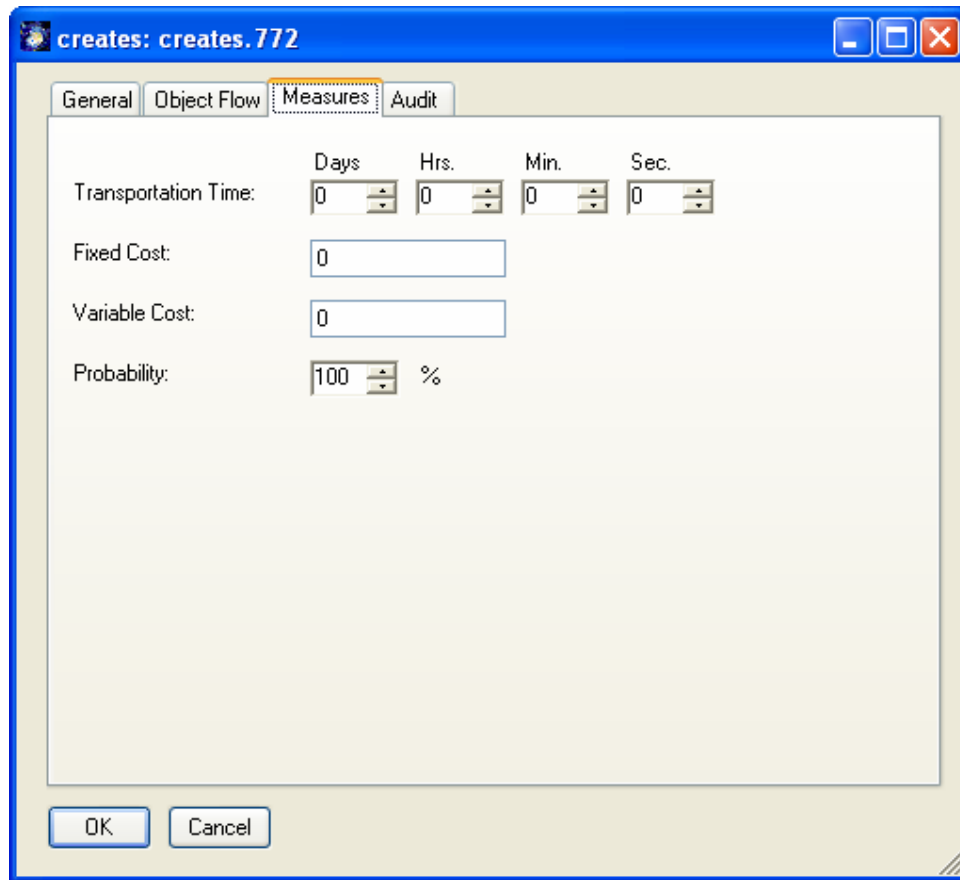 creates: creates.772
General Object Flow Measures Audit
Days Hrs. Min. Sec.
Transportation Time: 0 0 0 0
Fixed Cost: 0
Variable Cost: 0
Probability: 100 %
OK Cancel